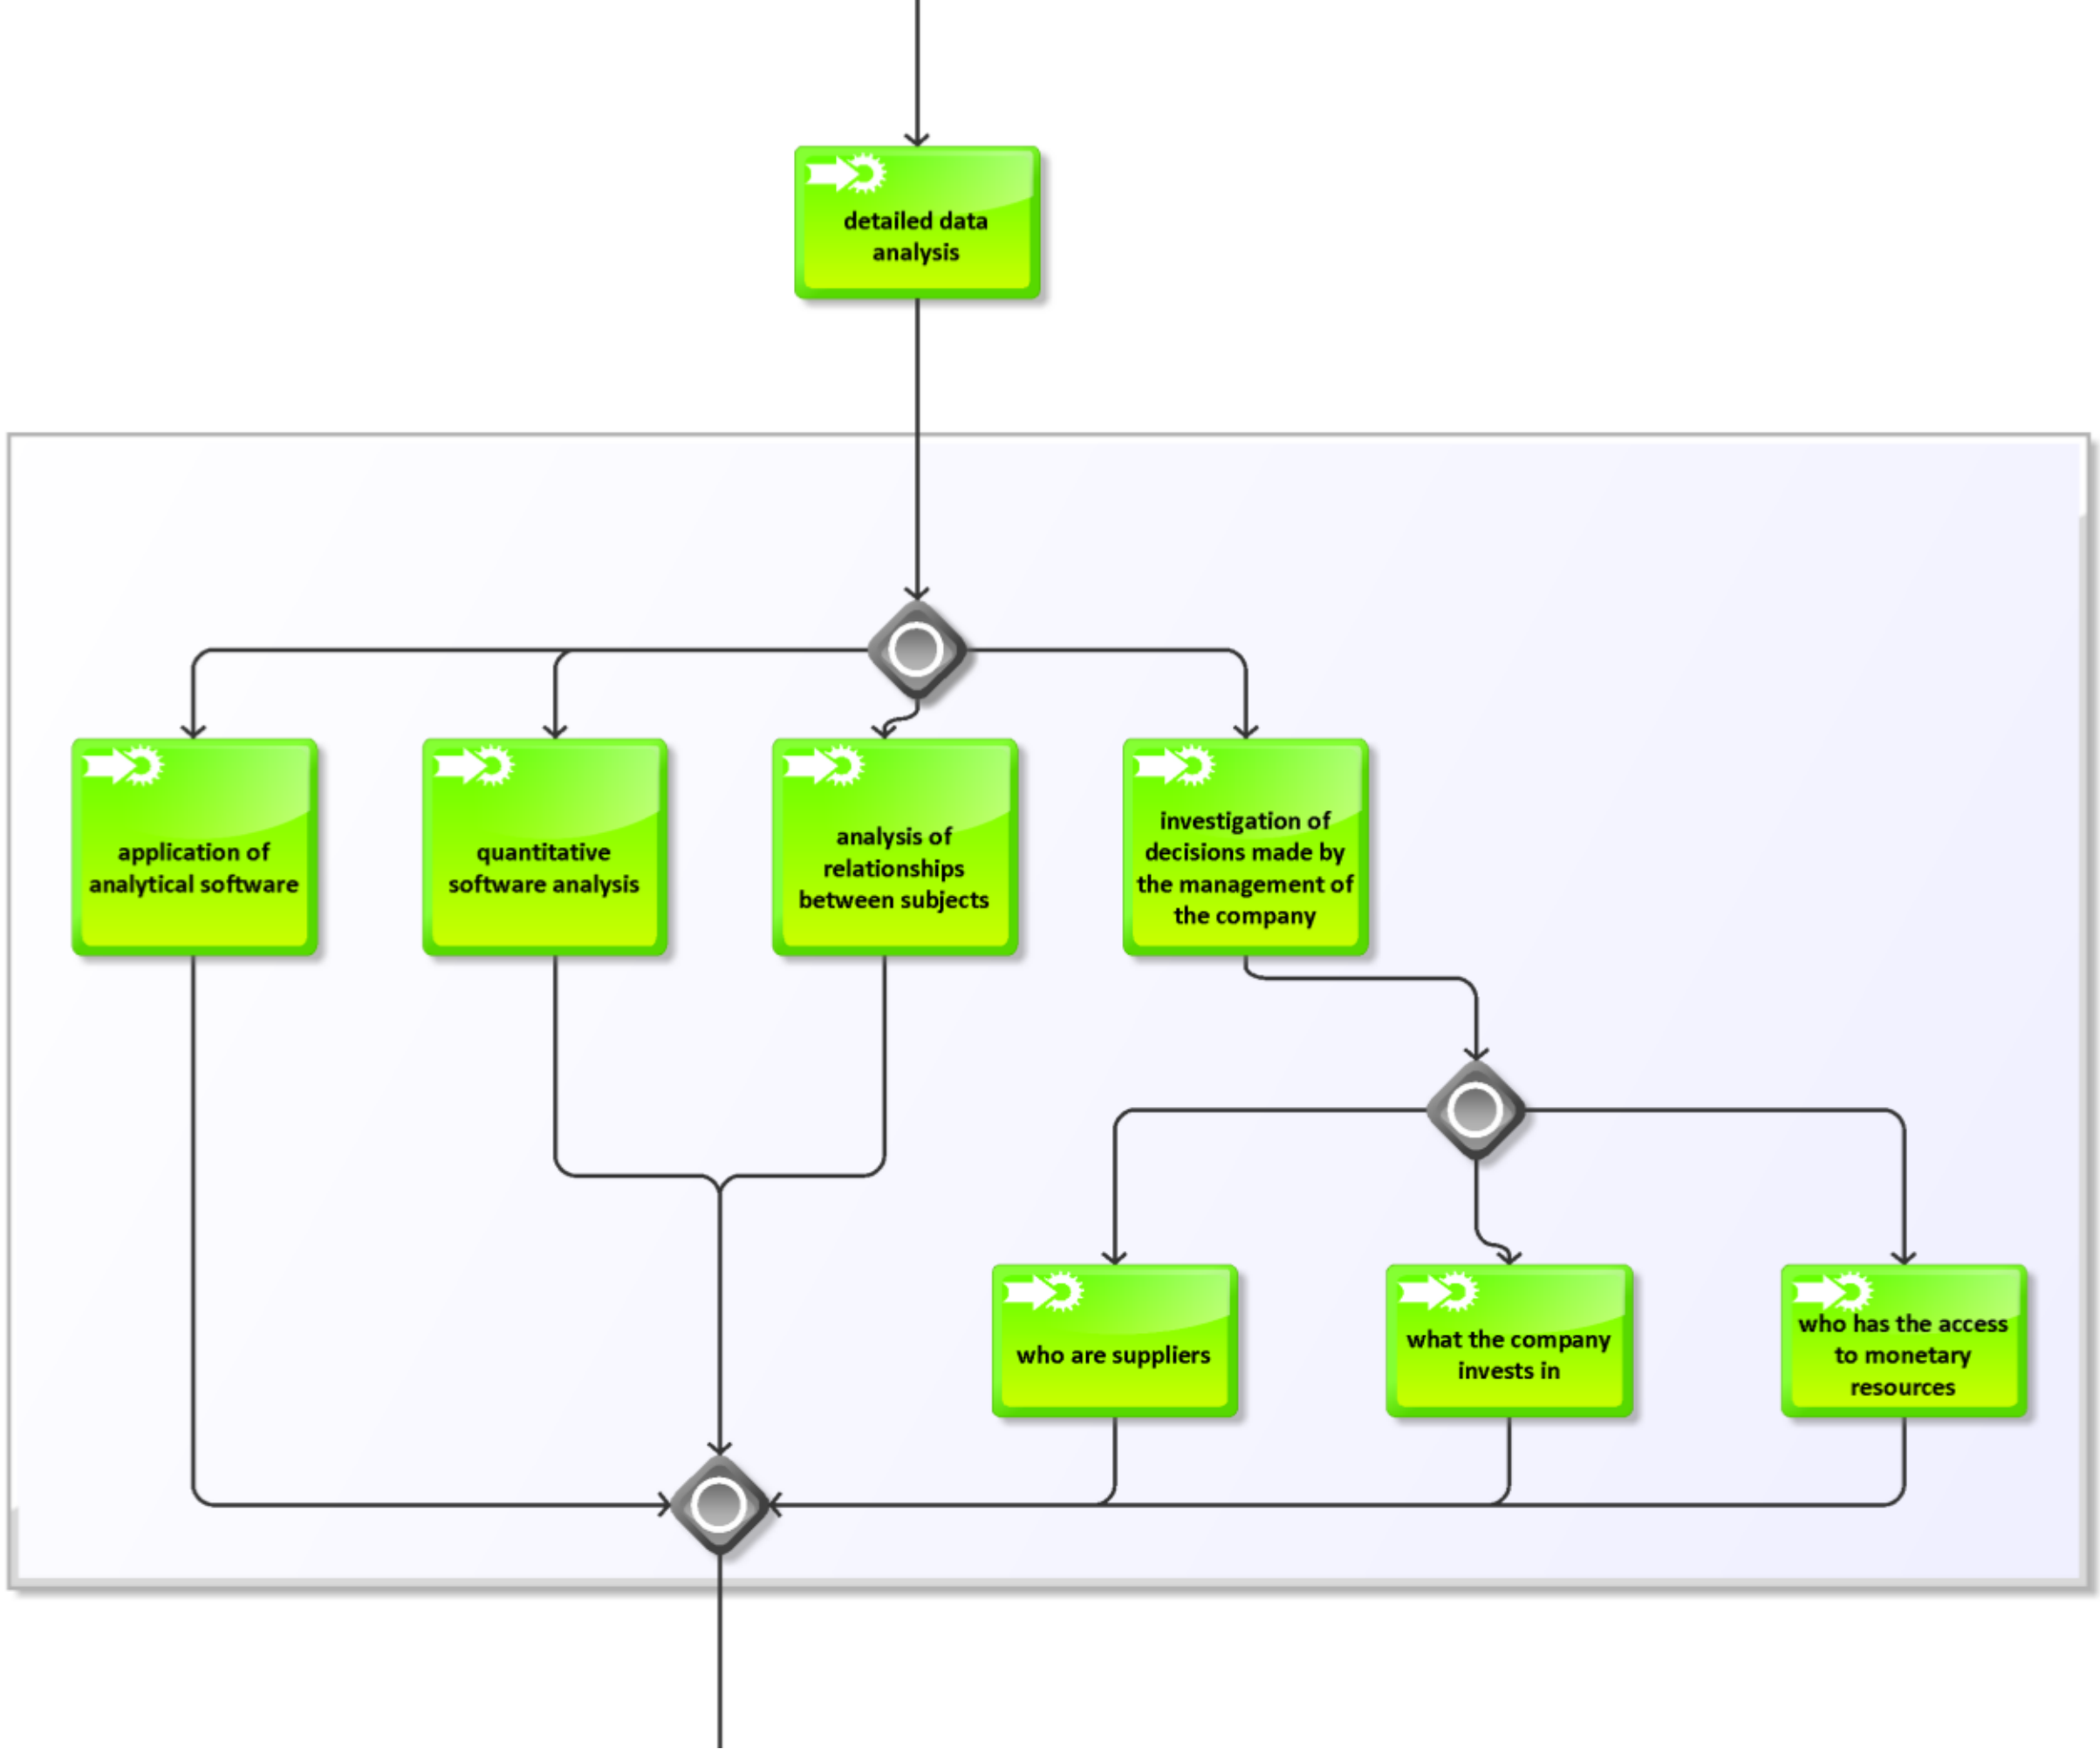 detailed data
analysis
application of
analytical software
quantitative
software analysis
analysis of
relationships
between subjects
investigation of
decisions made by
the management of
the company
who are suppliers
what the company
invests in
who has the access
to monetary
resources